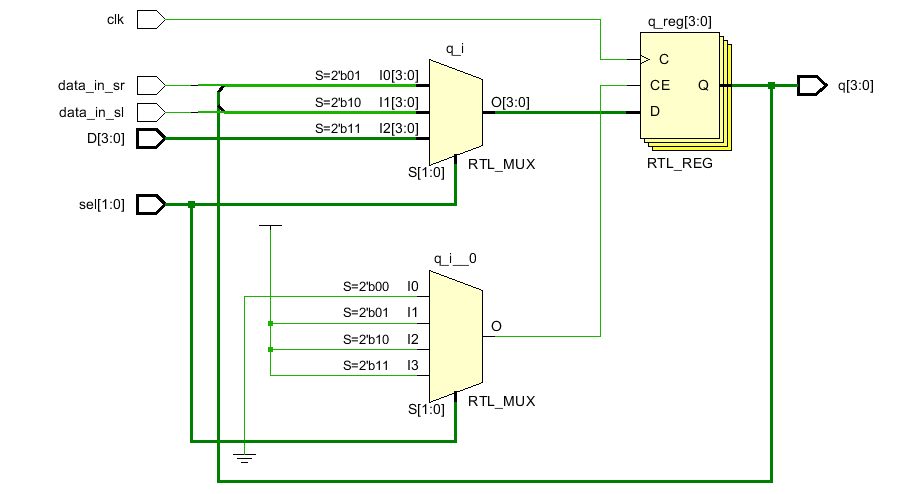 clk
q_reg[3:0]
q_i
C
data_in_sr
S=2'b01 I0[3:0]
CE Q
q[3:0]
data_in_sl
S=2'b10 I1[3:0]
O[3:0]
D
D[3:0]
S=2'b11 I2[3:0]
S[1:0]
RTL_MUX
RTL_REG
sel[1:0]
q_i__0
S=2'b00 I0
S=2'b01 I1
O
S=2'b10 I2
S=2'b11 I3
S[1:0]
RTL_MUX